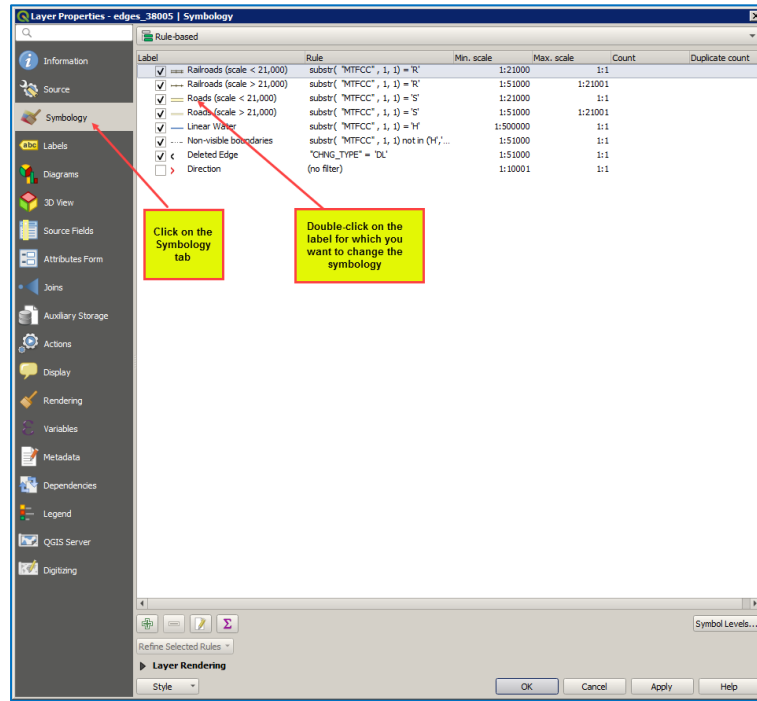 Layer Properties - edges_38005 | Symbology
Rule-based
Information
Source
Symbology
abc Labels
Diagrams
3D View
Source Fields
Attributes Form
Joins
Auxiliary Storage
Actions
Display
Rendering
Variables
Metadata
Dependencies
Legend
QGIS Server
Digitizing
Label Rule Min. scale Max. scale Count Duplicate count
Railroads (scale < 21,000) substr( "MTFCC" , 1, 1) = 'R' 1:21000 1:1
Railroads (scale > 21,000) substr( "MTFCC" , 1, 1) = 'R' 1:51000 1:21001
Roads (scale < 21,000) substr( "MTFCC" , 1, 1) = 'S' 1:21000 1:1
Roads (scale > 21,000) substr( "MTFCC" , 1, 1) = 'S' 1:51000 1:21001
Linear Water substr( "MTFCC" , 1, 1) = 'H' 1:500000 1:1
Non-visible boundaries substr( "MTFCC" , 1, 1) not in ('H','... 1:51000 1:1
Deleted Edge "CHNG_TYPE" = 'DL' 1:51000 1:1
Direction (no filter) 1:10001 1:1
Click on the
Symbology
tab
Double-click on the
label for which you
want to change the
symbology
Σ
Symbol Levels...
Refine Selected Rules
Layer Rendering
Style OK Cancel Apply Help